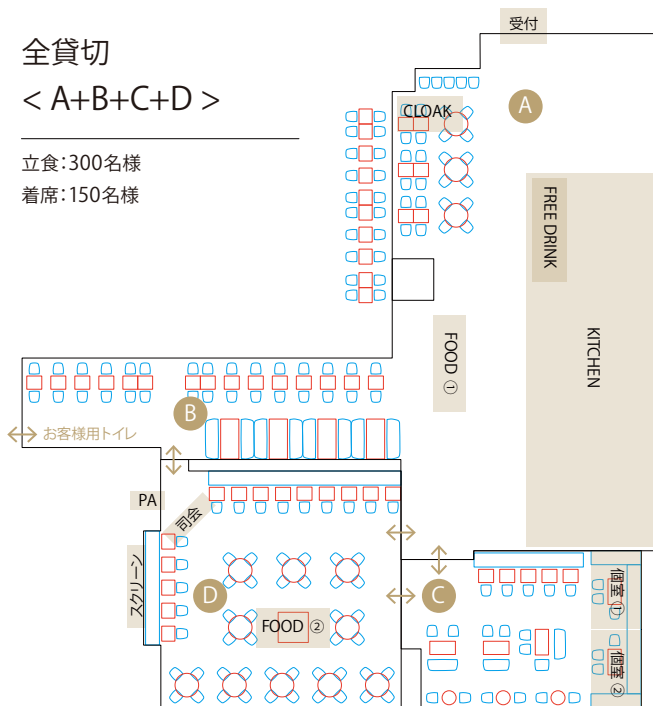 受付
全貸切
< A+B+C+D >
立食：300名様
着席：150名様
CLOAK
A
FREE DRINK
KITCHEN
FOOD ①
B
お客様用トイレ
PA
司会
スクリーン
D
FOOD ②
C
個室 ①
個室 ②